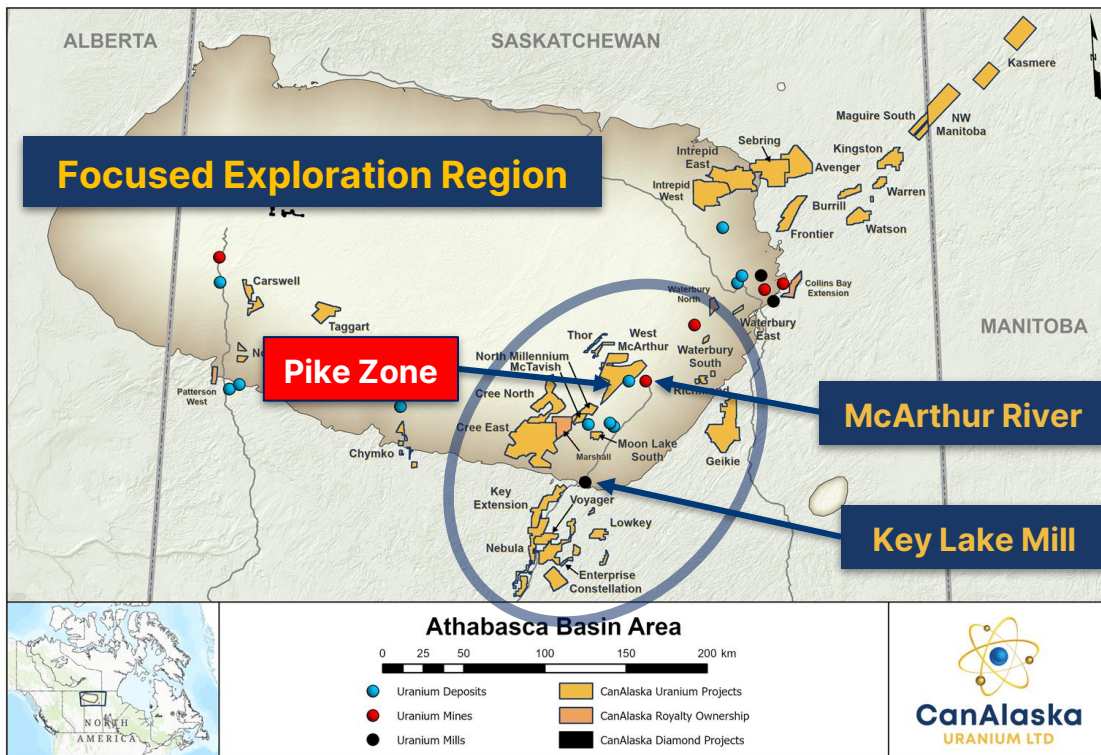 ALBERTA
SASKATCHEWAN
Kasmere
N
Maguire South
NW
Manitoba
Sebring
Kingston
Intrepid
East
Avenger
Focused Exploration Region
Intrepid
West
Warren
Burrill
Watson
Frontier
Carswell
Waterbury
North
Collins Bay
Extension
Taggart
Thor
West
McArthur
Waterbury
East
MANITOBA
Pike Zone
North Millennium
McTavish
Waterbury
South
Patterson
West
Cree North
Richmond
McArthur River
Cree East
Marshall
Moon Lake
South
Chymko
Geikie
Key
Extension
Voyager
Lowkey
Key Lake Mill
Nebula
Enterprise
Constellation
Athabasca Basin Area
0 50 100 150 200 km
Uranium Deposits
CanAlaska Uranium Projects
Uranium Mines
CanAlaska Royalty Ownership
Uranium Mills
CanAlaska Diamond Projects
NORTH
AMERICA
CanAlaska
URANIUM LTD